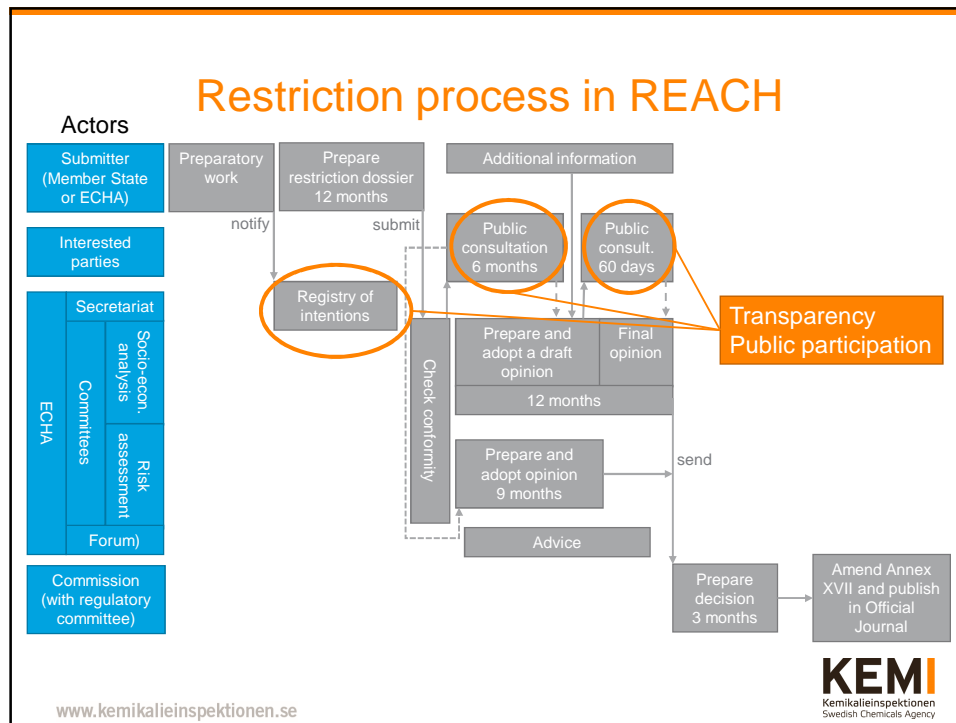 Restriction process in REACH
Actors
Submitter
(Member State
or ECHA)
Preparatory
work
Prepare
restriction dossier
12 months
Additional information
notify
submit
Interested
parties
Public
consultation
6 months
Public
consult.
60 days
Registry of
intentions
Transparency
Public participation
ECHA
Secretariat
Committees
Socio-econ.
analysis
Risk
assessment
Forum)
Check conformity
Prepare and
adopt a draft
opinion
Final
opinion
12 months
Prepare and
adopt opinion
9 months
send
Advice
Commission
(with regulatory
committee)
Prepare
decision
3 months
Amend Annex
XVII and publish
in Official
Journal
www.kemikalieinspektionen.se
KEMI
Kemikalieinspektionen
Swedish Chemicals Agency